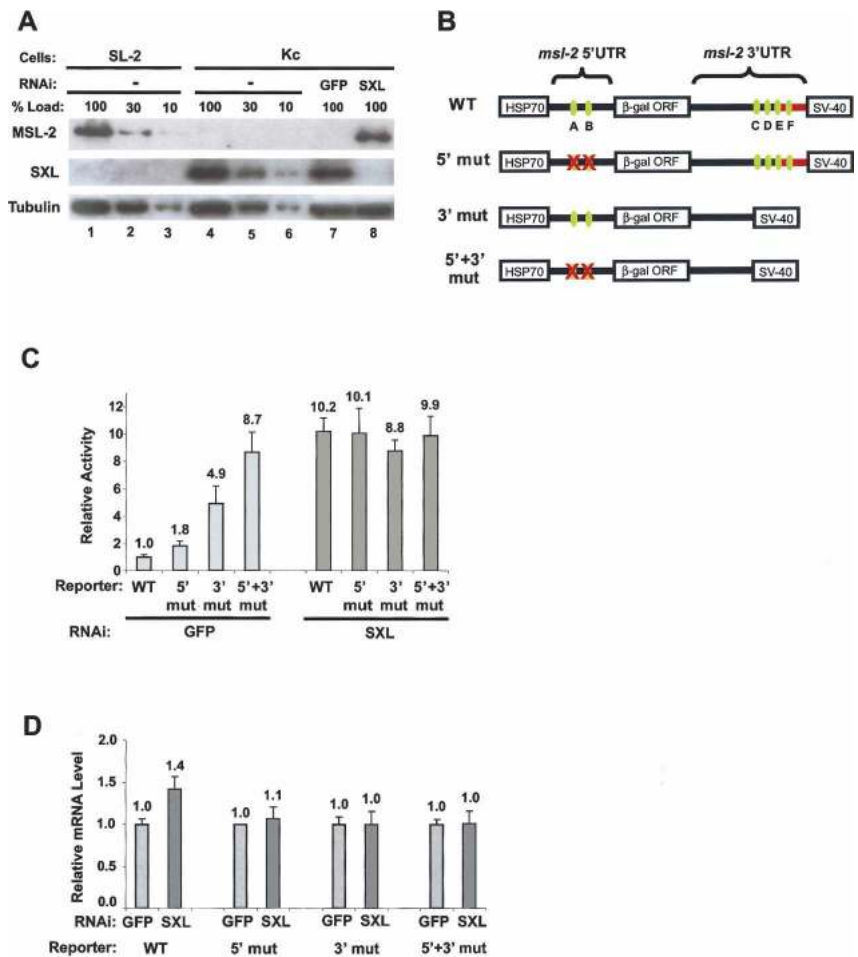 A
Cells: SL-2 Kc
RNAi: - - GFP SXL
% Load: 100 30 10 100 30 10 100 100
MSL-2
SXL
Tubulin
1 2 3 4 5 6 7 8
B
msl-2 5'UTR msl-2 3'UTR
WT HSP70 β-gal ORF SV-40
A B C D E F
5' mut HSP70 XX β-gal ORF SV-40
3' mut HSP70 β-gal ORF SV-40
5'+3' mut HSP70 XX β-gal ORF SV-40
C
Relative Activity
12
10
8
6
4
2
0
1.0 1.8 4.9 8.7 10.2 10.1 8.8 9.9
Reporter: WT 5' mut 3' mut 5'+3' mut WT 5' mut 3' mut 5'+3' mut
RNAi: GFP SXL
D
Relative mRNA Level
2.0
1.5
1.0
0.5
0.0
1.0 1.4 1.0 1.1 1.0 1.0 1.0 1.0
RNAi: GFP SXL GFP SXL GFP SXL GFP SXL
Reporter: WT 5' mut 3' mut 5'+3' mut